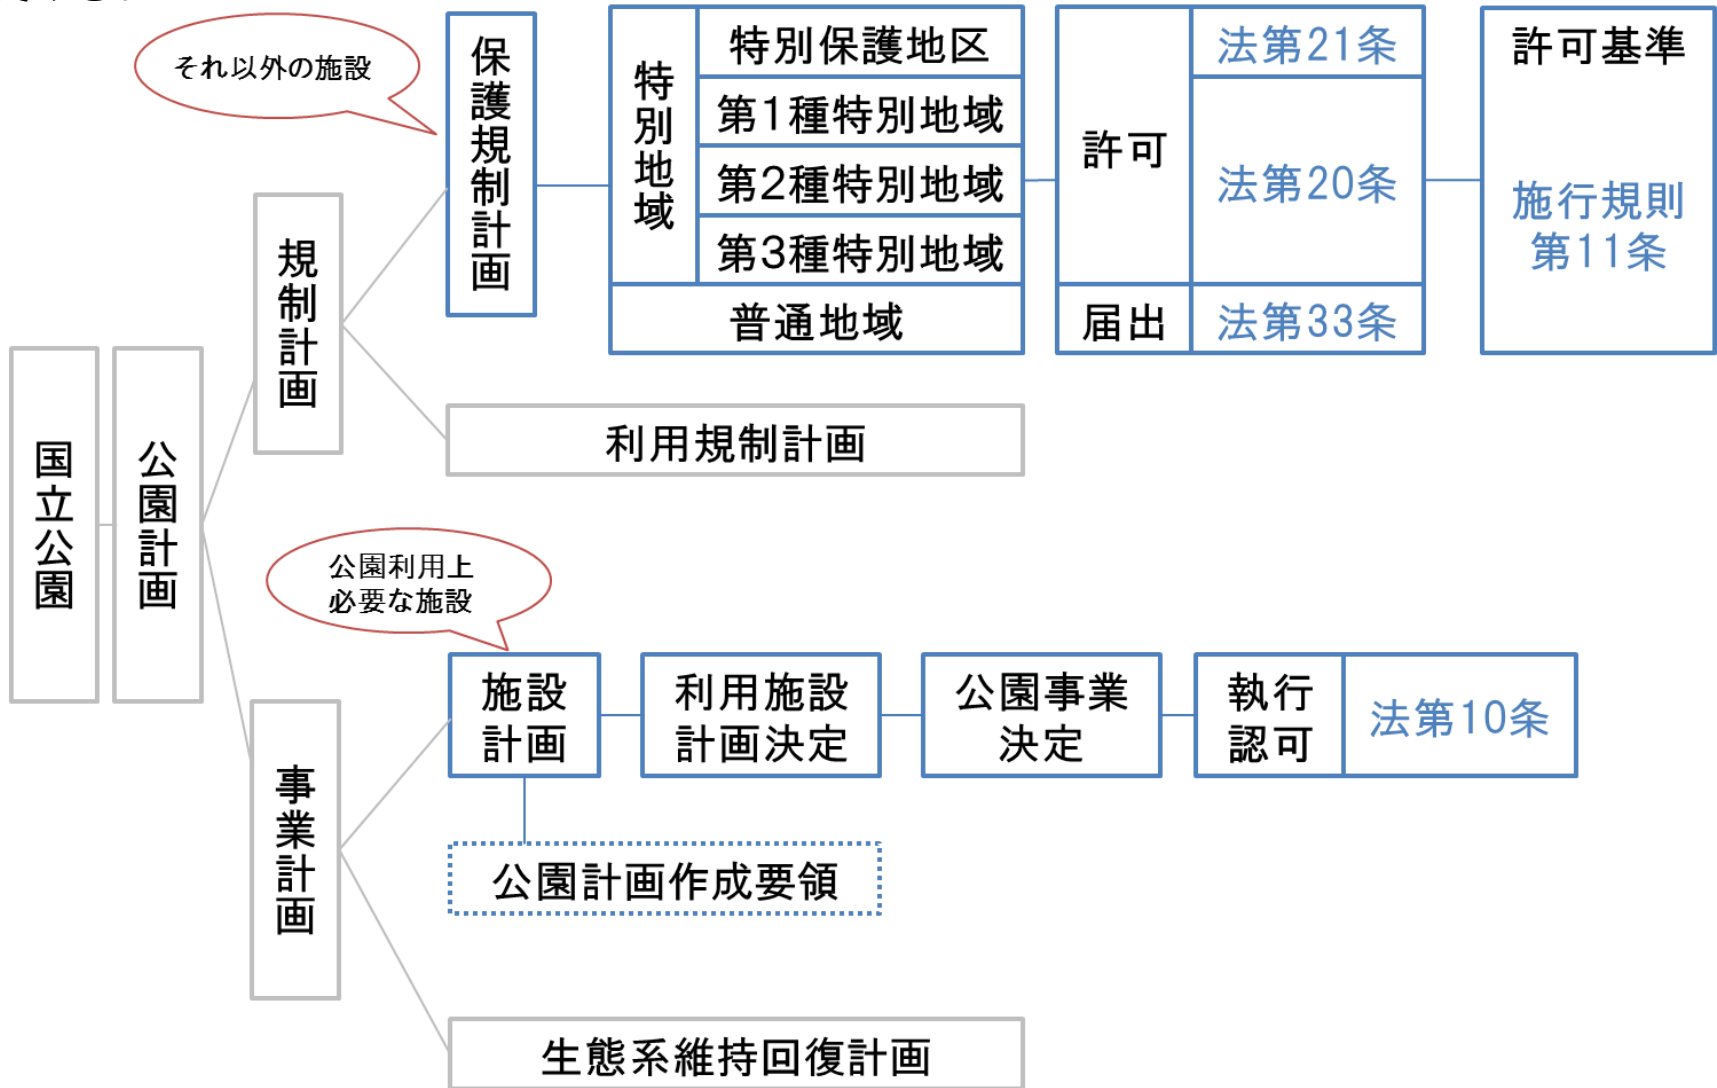 それ以外の施設
保護規制計画
特別地域
特別保護地区
第1種特別地域
第2種特別地域
第3種特別地域
普通地域
許可
法第21条
法第20条
届出
法第33条
許可基準
施行規則
第11条
規制計画
利用規制計画
国立公園
公園計画
公園利用上
必要な施設
施設
計画
利用施設
計画決定
公園事業
決定
執行
認可
法第10条
事業計画
公園計画作成要領
生態系維持回復計画